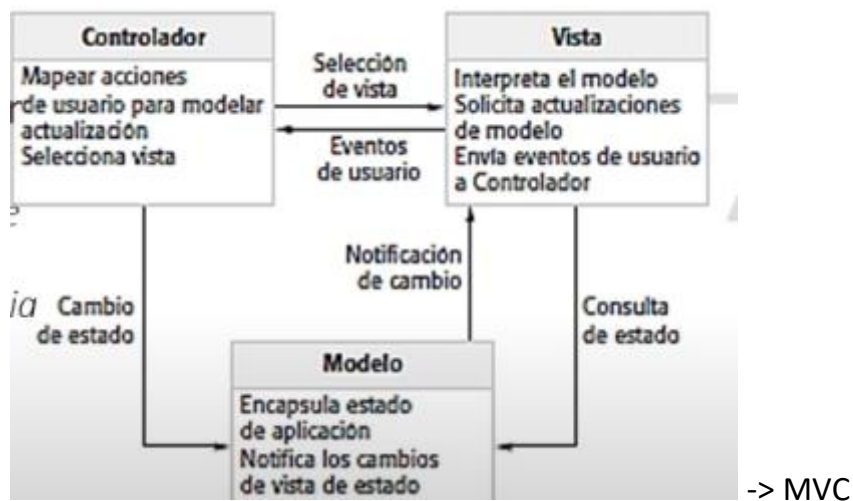 Controlador
Mapear acciones
de usuario para modelar
actualización
Selecciona vista
Selección
de vista
Eventos
de usuario
Vista
Interpreta el modelo
Solicita actualizaciones
de modelo
Envía eventos de usuario
a Controlador
Notificación
de cambio
Cambio
de estado
Consulta
de estado
Modelo
Encapsula estado
de aplicación
Notifica los cambios
de vista de estado
-> MVC